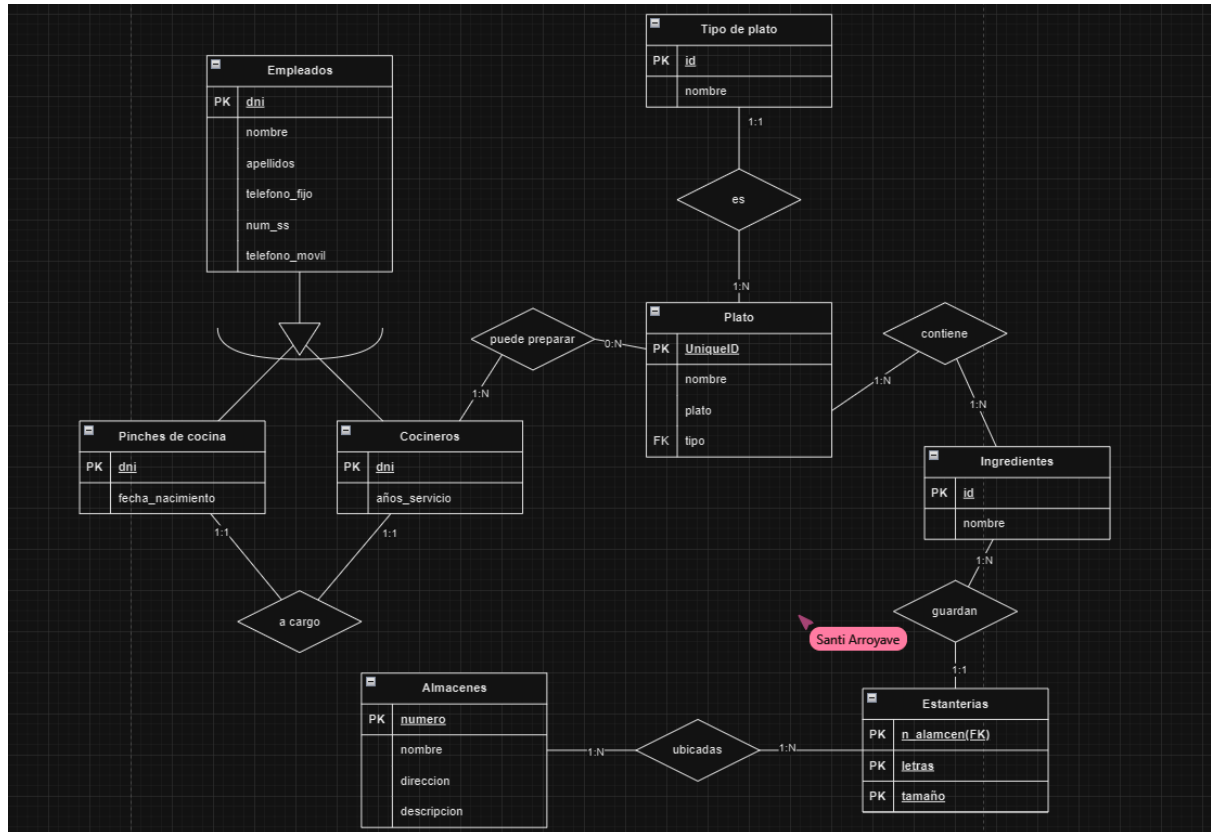 Tipo de plato
PK id
nombre
1:1
es
1:N
Empleados
PK dni
nombre
apellidos
telefono_fijo
num_ss
telefono_movil
puede preparar
0:N
1:N
Plato
PK UniqueID
nombre
plato
FK tipo
contiene
1:N
1:N
Pinches de cocina
PK dni
fecha_nacimiento
1:1
Cocineros
PK dni
años_servicio
1:1
a cargo
Ingredientes
PK id
nombre
1:N
guardan
1:1
Santi Arroyave
Almacenes
PK numero
nombre
direccion
descripcion
1:N
ubicadas
1:N
Estanterias
PK n_alamcen(FK)
PK letras
PK tamaño